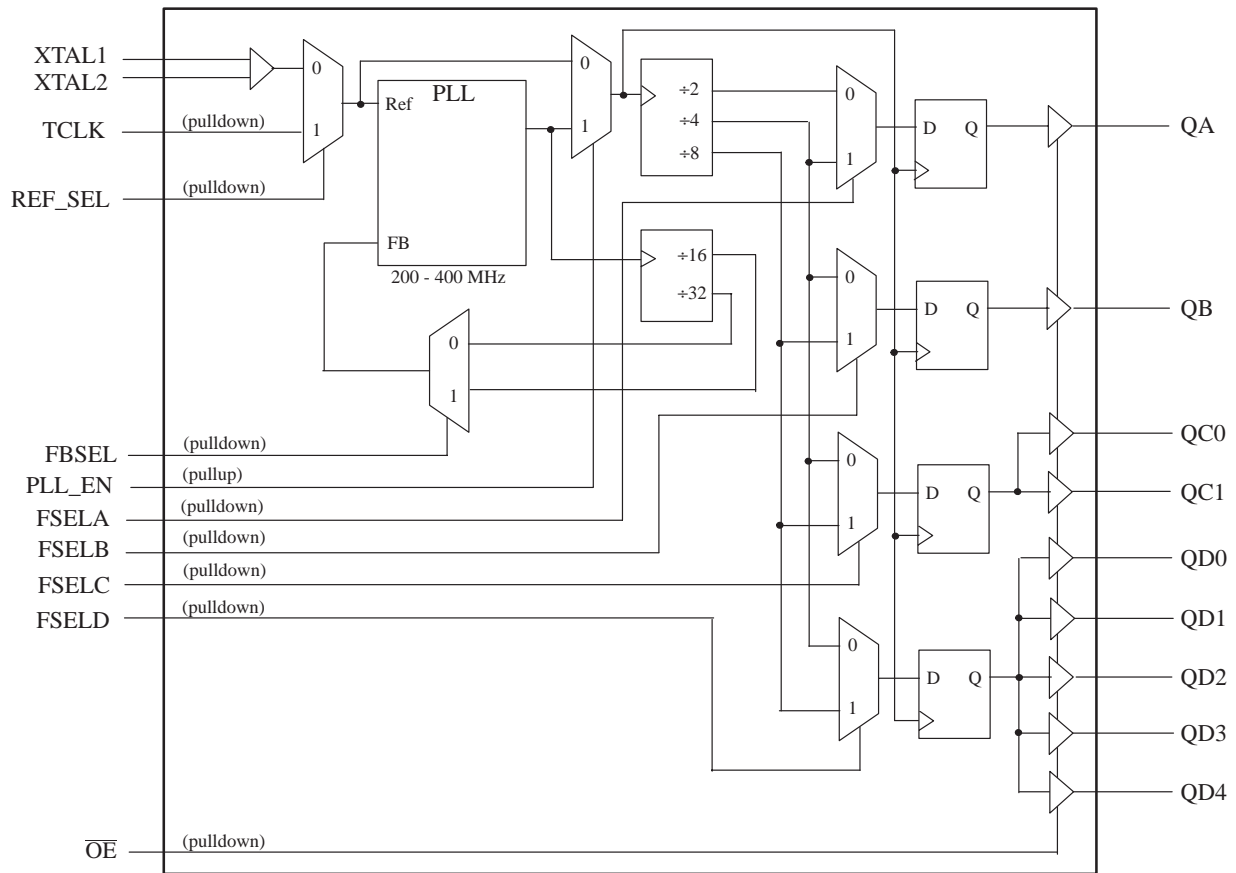 XTAL1
XTAL2
0
1
TCLK
(pulldown)
REF_SEL
(pulldown)
PLL
Ref
FB
200 - 400 MHz
0
1
÷2
÷4
÷8
0
1
D
Q
QA
÷16
÷32
0
1
0
1
D
Q
QB
FBSEL
(pulldown)
PLL_EN
(pullup)
FSELA
(pulldown)
FSELB
(pulldown)
FSELC
(pulldown)
FSELD
(pulldown)
0
1
D
Q
QC0
QC1
0
1
D
Q
QD0
QD1
QD2
QD3
QD4
OE
(pulldown)